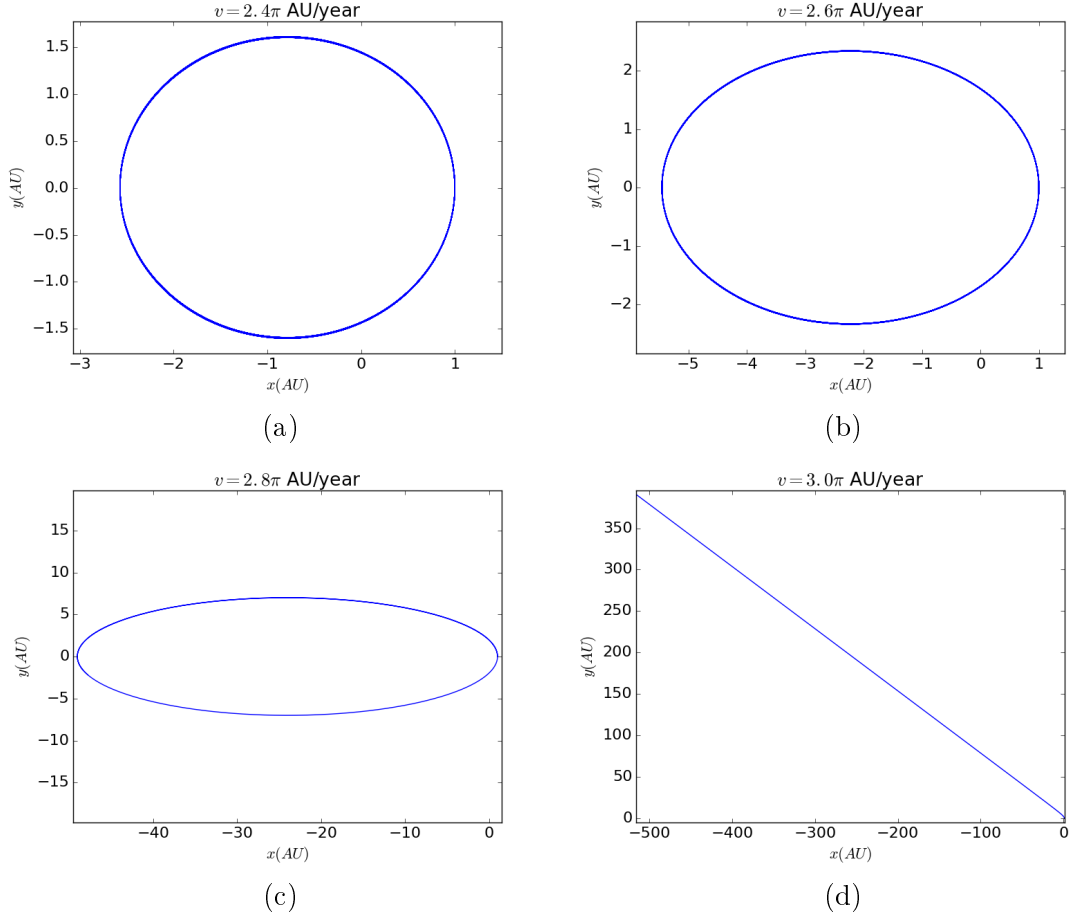 v = 2.4π AU/year
1.5
1.0
0.5
0.0
−0.5
−1.0
−1.5
y(AU)
−3 −2 −1 0 1
x(AU)
(a)
v = 2.6π AU/year
2
1
0
−1
−2
y(AU)
−5 −4 −3 −2 −1 0 1
x(AU)
(b)
v = 2.8π AU/year
15
10
5
0
−5
−10
−15
y(AU)
−40 −30 −20 −10 0
x(AU)
(c)
v = 3.0π AU/year
350
300
250
200
150
100
50
0
y(AU)
−500 −400 −300 −200 −100 0
x(AU)
(d)